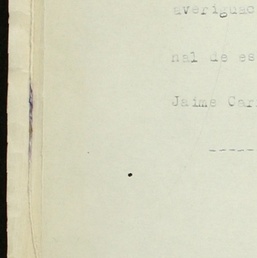 averiguac
nal de es
Jaime Car
-----